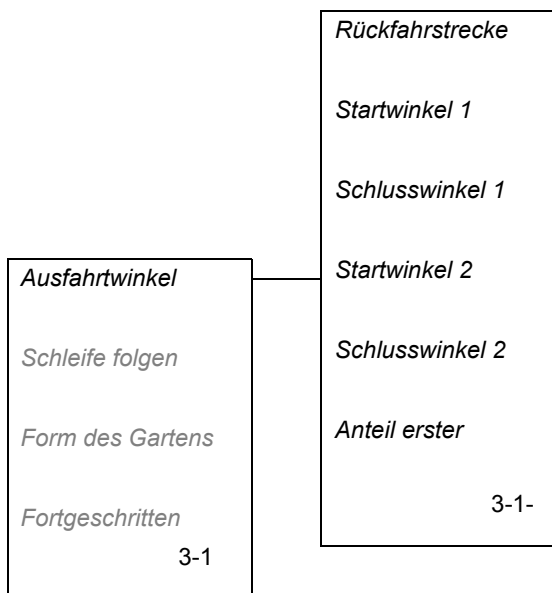 Rückfahrstrecke
Startwinkel 1
Schlusswinkel 1
Startwinkel 2
Schlusswinkel 2
Anteil erster
3-1-
Ausfahrtwinkel
Schleife folgen
Form des Gartens
Fortgeschritten
3-1